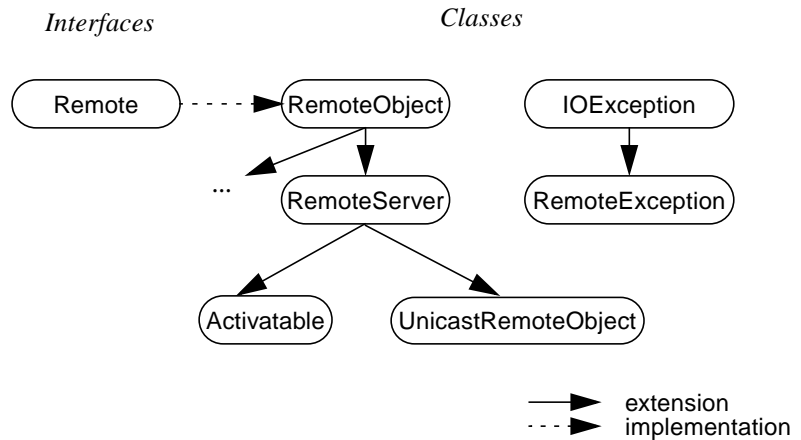 Interfaces
Classes
Remote
RemoteObject
IOException
...
RemoteServer
RemoteException
Activatable
UnicastRemoteObject
extension
implementation